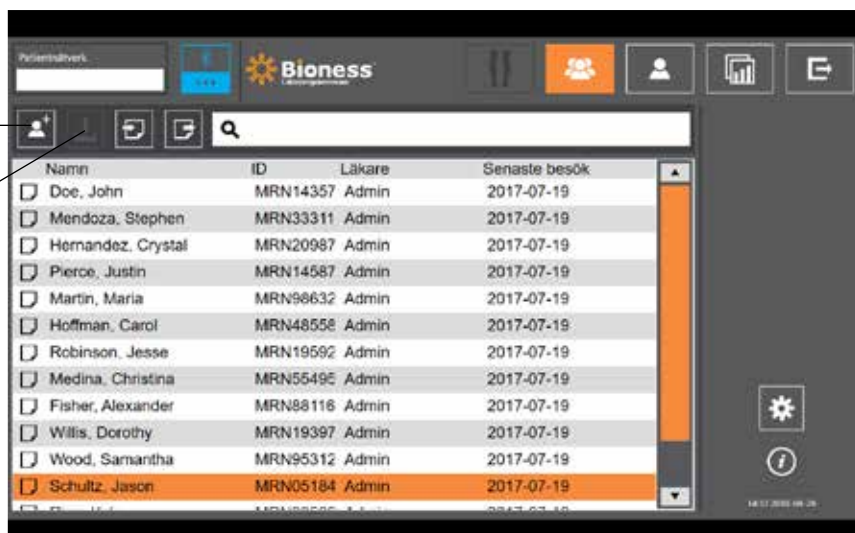 Patientnätverk
Bioness
Namn ID Läkare Senaste besök
Doe, John MRN14357 Admin 2017-07-19
Mendoza, Stephen MRN33311 Admin 2017-07-19
Hernandez, Crystal MRN20987 Admin 2017-07-19
Pierce, Justin MRN14587 Admin 2017-07-19
Martin, Maria MRN98632 Admin 2017-07-19
Hoffman, Carol MRN48558 Admin 2017-07-19
Robinson, Jesse MRN19592 Admin 2017-07-19
Medina, Christina MRN55495 Admin 2017-07-19
Fisher, Alexander MRN88116 Admin 2017-07-19
Willis, Dorothy MRN19397 Admin 2017-07-19
Wood, Samantha MRN95312 Admin 2017-07-19
Schultz, Jason MRN05184 Admin 2017-07-19